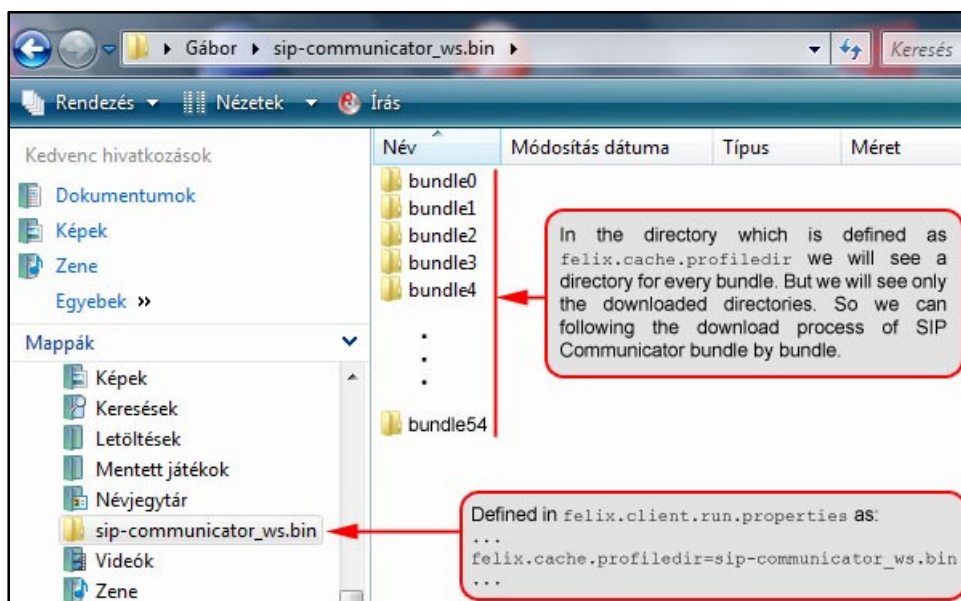 Gábor ▸ sip-communicator_ws.bin ▸
Keresés
Rendezés
Nézetek
Írás
Kedvenc hivatkozások
Dokumentumok
Képek
Zene
Egyebek »
Mappák
Képek
Keresések
Letöltések
Mentett játékok
Névjegytár
sip-communicator_ws.bin
Videók
Zene
Név
Módosítás dátuma
Típus
Méret
bundle0
bundle1
bundle2
bundle3
bundle4
.
.
.
bundle54
In the directory which is defined as
felix.cache.profiledir we will see a
directory for every bundle. But we will see only
the downloaded directories. So we can
following the download process of SIP
Communicator bundle by bundle.
Defined in felix.client.run.properties as:
...
felix.cache.profiledir=sip-communicator_ws.bin
...